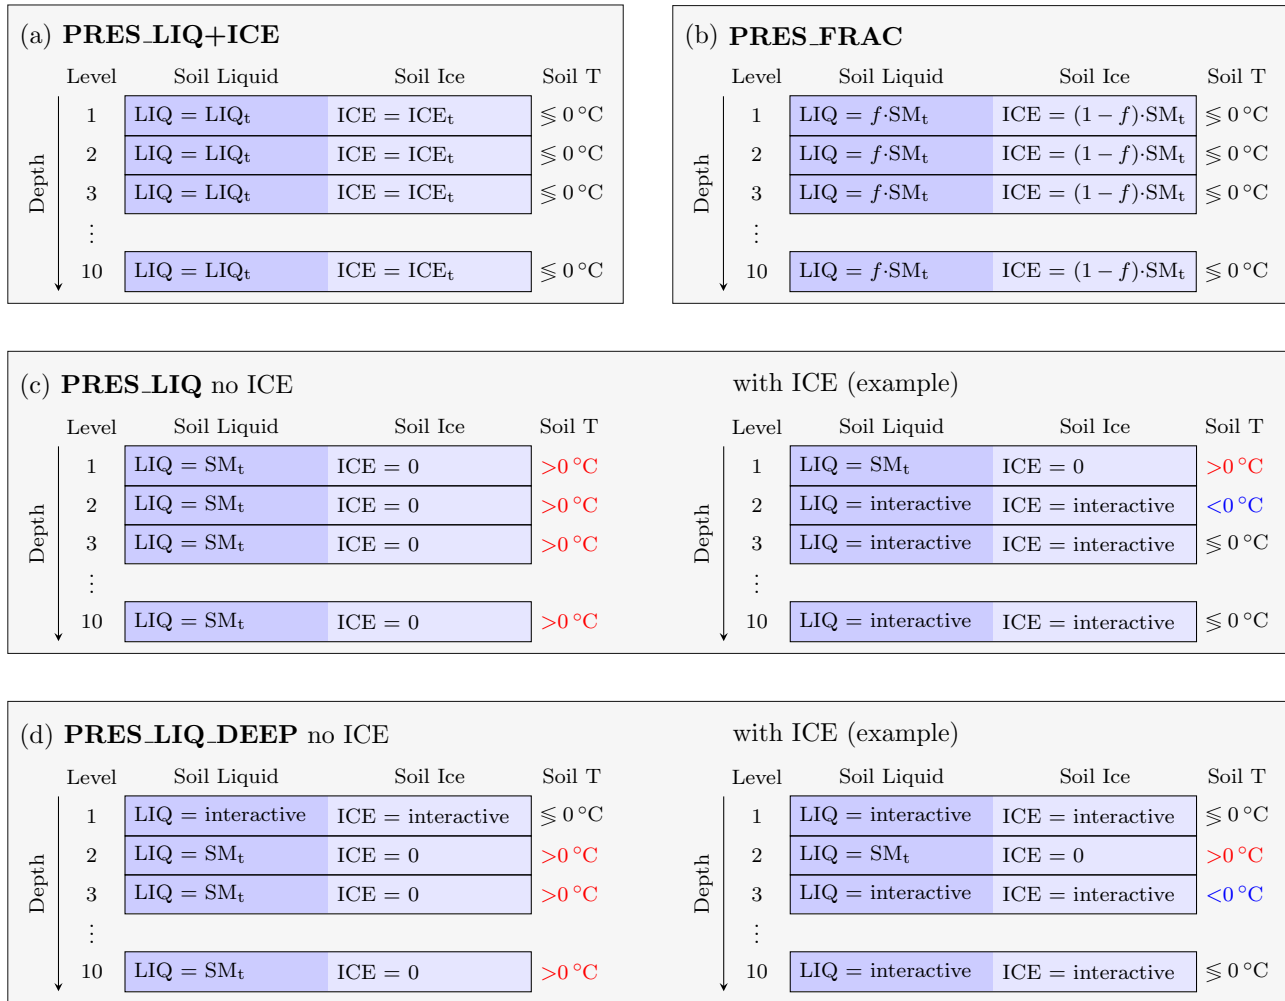 (a) PRES_LIQ+ICE
Level Soil Liquid Soil Ice Soil T
Depth
1 LIQ = LIQt ICE = ICEt ≶ 0 °C
2 LIQ = LIQt ICE = ICEt ≶ 0 °C
3 LIQ = LIQt ICE = ICEt ≶ 0 °C
⋮
10 LIQ = LIQt ICE = ICEt ≶ 0 °C
(b) PRES_FRAC
Level Soil Liquid Soil Ice Soil T
Depth
1 LIQ = f·SMt ICE = (1 − f)·SMt ≶ 0 °C
2 LIQ = f·SMt ICE = (1 − f)·SMt ≶ 0 °C
3 LIQ = f·SMt ICE = (1 − f)·SMt ≶ 0 °C
⋮
10 LIQ = f·SMt ICE = (1 − f)·SMt ≶ 0 °C
(c) PRES_LIQ no ICE
Level Soil Liquid Soil Ice Soil T
Depth
1 LIQ = SMt ICE = 0 >0 °C
2 LIQ = SMt ICE = 0 >0 °C
3 LIQ = SMt ICE = 0 >0 °C
⋮
10 LIQ = SMt ICE = 0 >0 °C
with ICE (example)
Level Soil Liquid Soil Ice Soil T
Depth
1 LIQ = SMt ICE = 0 >0 °C
2 LIQ = interactive ICE = interactive <0 °C
3 LIQ = interactive ICE = interactive ≶ 0 °C
⋮
10 LIQ = interactive ICE = interactive ≶ 0 °C
(d) PRES_LIQ_DEEP no ICE
Level Soil Liquid Soil Ice Soil T
Depth
1 LIQ = interactive ICE = interactive ≶ 0 °C
2 LIQ = SMt ICE = 0 >0 °C
3 LIQ = SMt ICE = 0 >0 °C
⋮
10 LIQ = SMt ICE = 0 >0 °C
with ICE (example)
Level Soil Liquid Soil Ice Soil T
Depth
1 LIQ = interactive ICE = interactive ≶ 0 °C
2 LIQ = SMt ICE = 0 >0 °C
3 LIQ = interactive ICE = interactive <0 °C
⋮
10 LIQ = interactive ICE = interactive ≶ 0 °C